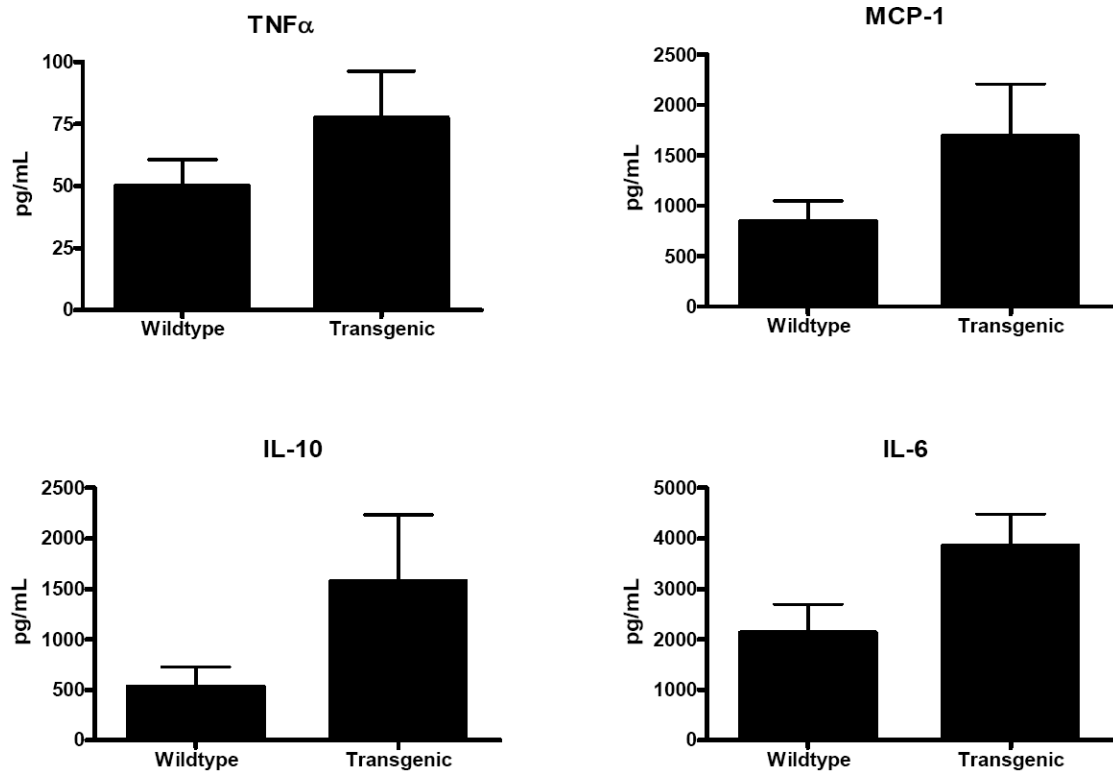 TNFα
100
75
50
25
0
pg/mL
Wildtype
Transgenic
MCP-1
2500
2000
1500
1000
500
0
pg/mL
Wildtype
Transgenic
IL-10
2500
2000
1500
1000
500
0
pg/mL
Wildtype
Transgenic
IL-6
5000
4000
3000
2000
1000
0
pg/mL
Wildtype
Transgenic